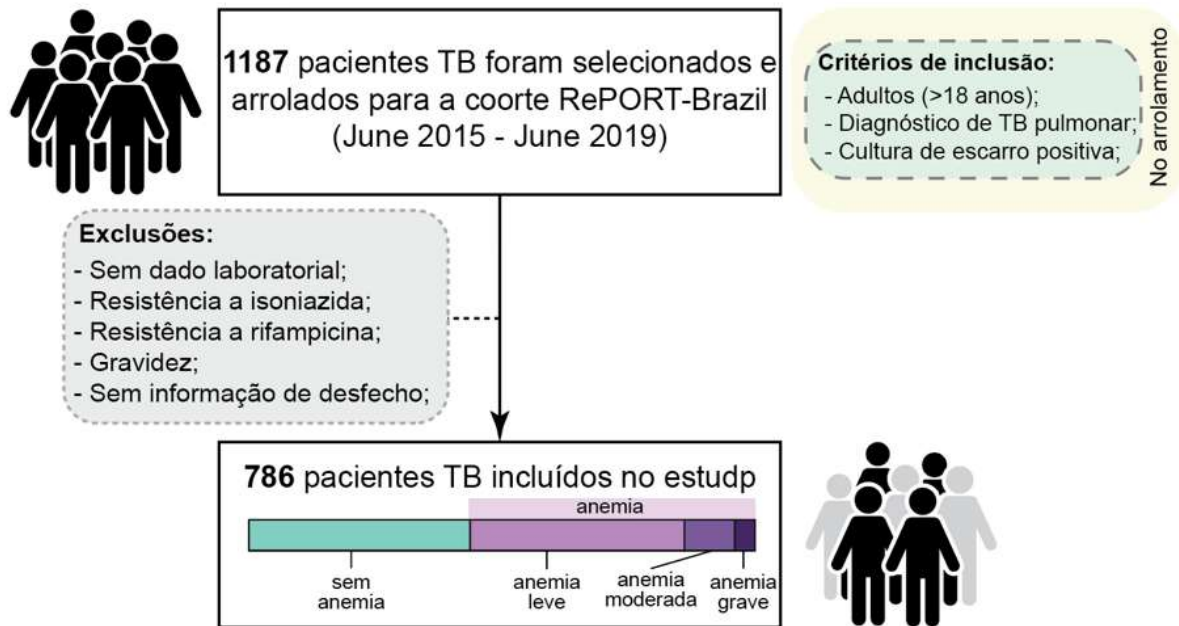 1187 pacientes TB foram selecionados e
arrolados para a coorte RePORT-Brazil
(June 2015 - June 2019)
Critérios de inclusão:
- Adultos (>18 anos);
- Diagnóstico de TB pulmonar;
- Cultura de escarro positiva;
No arrolamento
Exclusões:
- Sem dado laboratorial;
- Resistência a isoniazida;
- Resistência a rifampicina;
- Gravidez;
- Sem informação de desfecho;
786 pacientes TB incluídos no estudp
anemia
sem
anemia
anemia
leve
anemia
moderada
anemia
grave